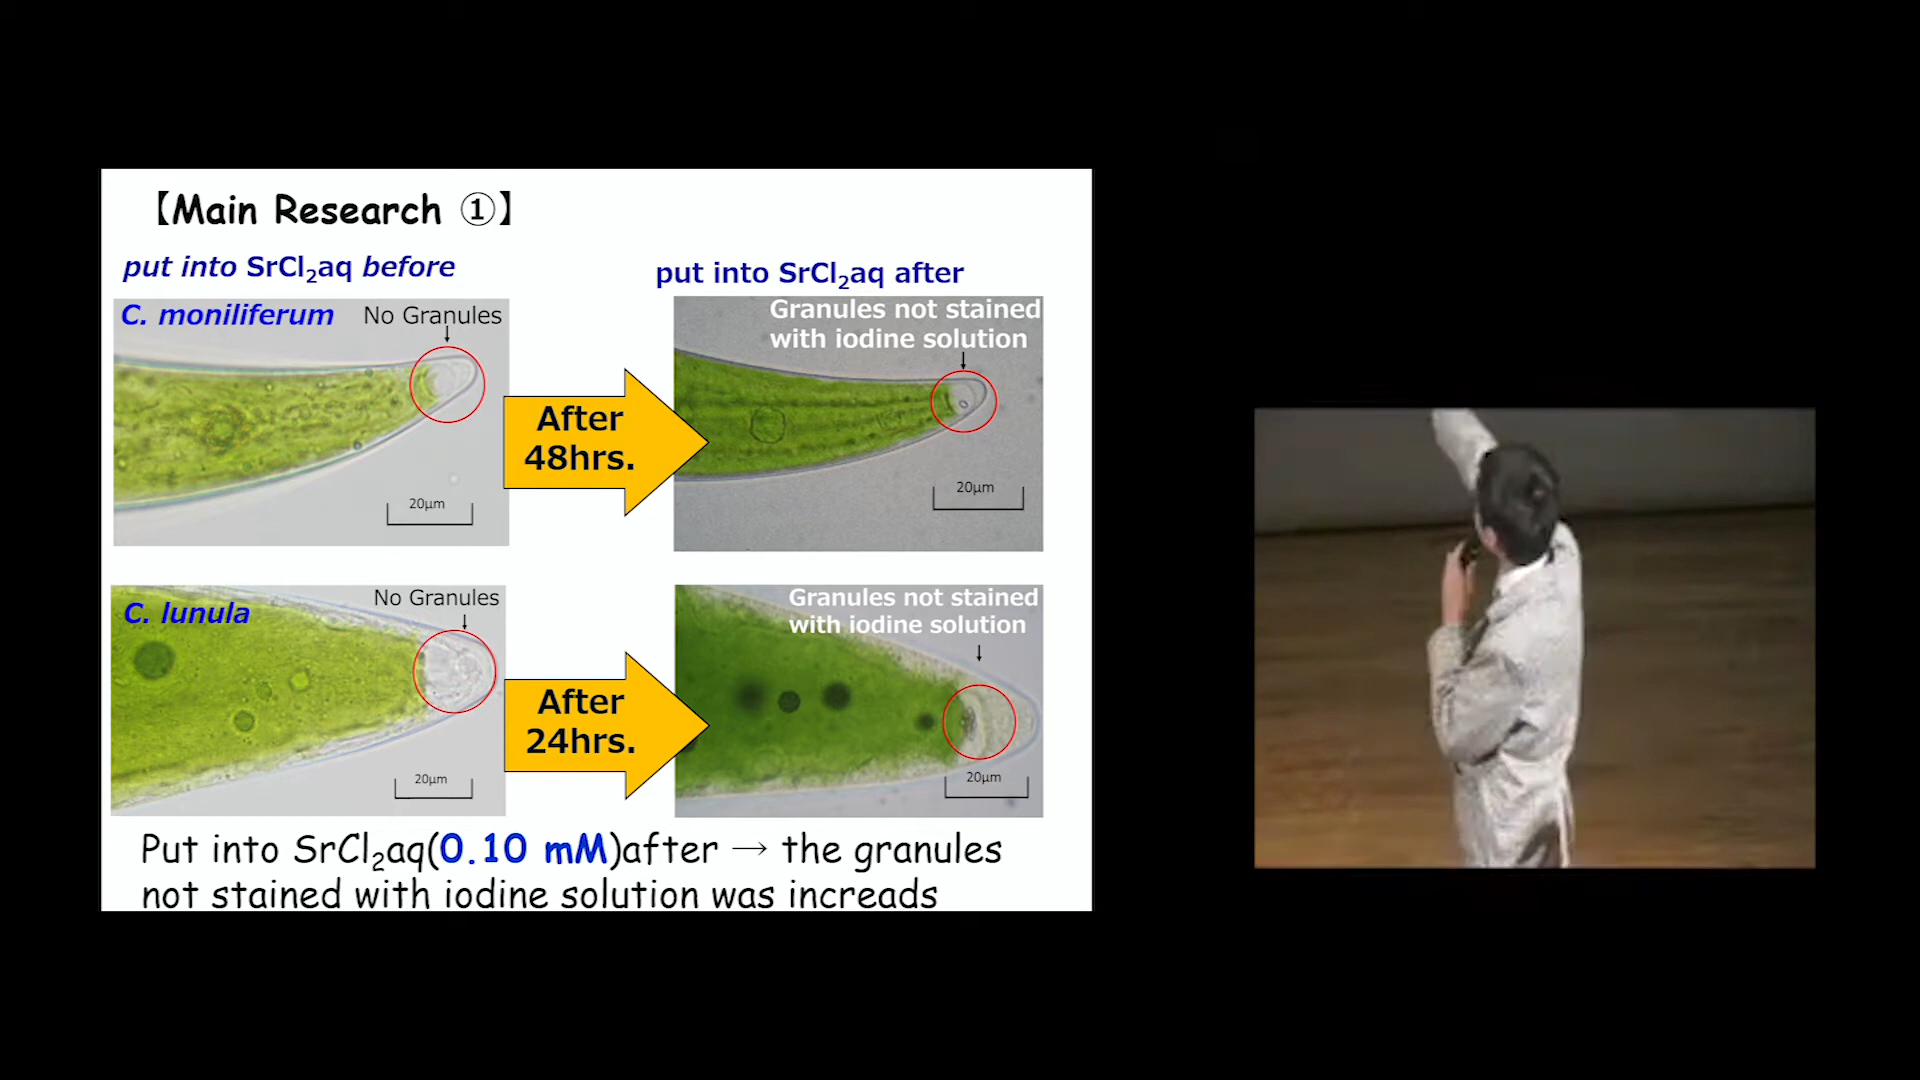 【Main Research ①】
put into SrCl₂aq before
put into SrCl₂aq after
C. moniliferum
No Granules
Granules not stained
with iodine solution
After
48hrs.
20μm
20μm
C. lunula
No Granules
Granules not stained
with iodine solution
After
24hrs.
20μm
20μm
Put into SrCl₂aq(0.10 mM)after → the granules
not stained with iodine solution was increads